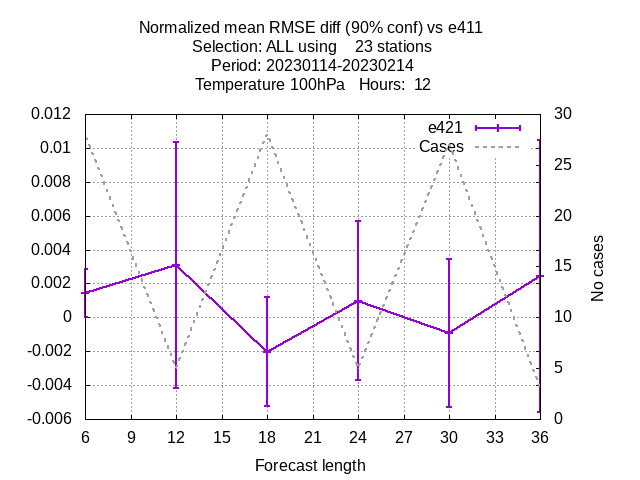 Normalized mean RMSE diff (90% conf) vs e411
Selection: ALL using    23 stations
Period: 20230114-20230214
Temperature 100hPa   Hours:  12
0.012
0.01
0.008
0.006
0.004
0.002
0
-0.002
-0.004
-0.006
e421
Cases
30
25
20
15
10
5
0
No cases
6 9 12 15 18 21 24 27 30 33 36
Forecast length